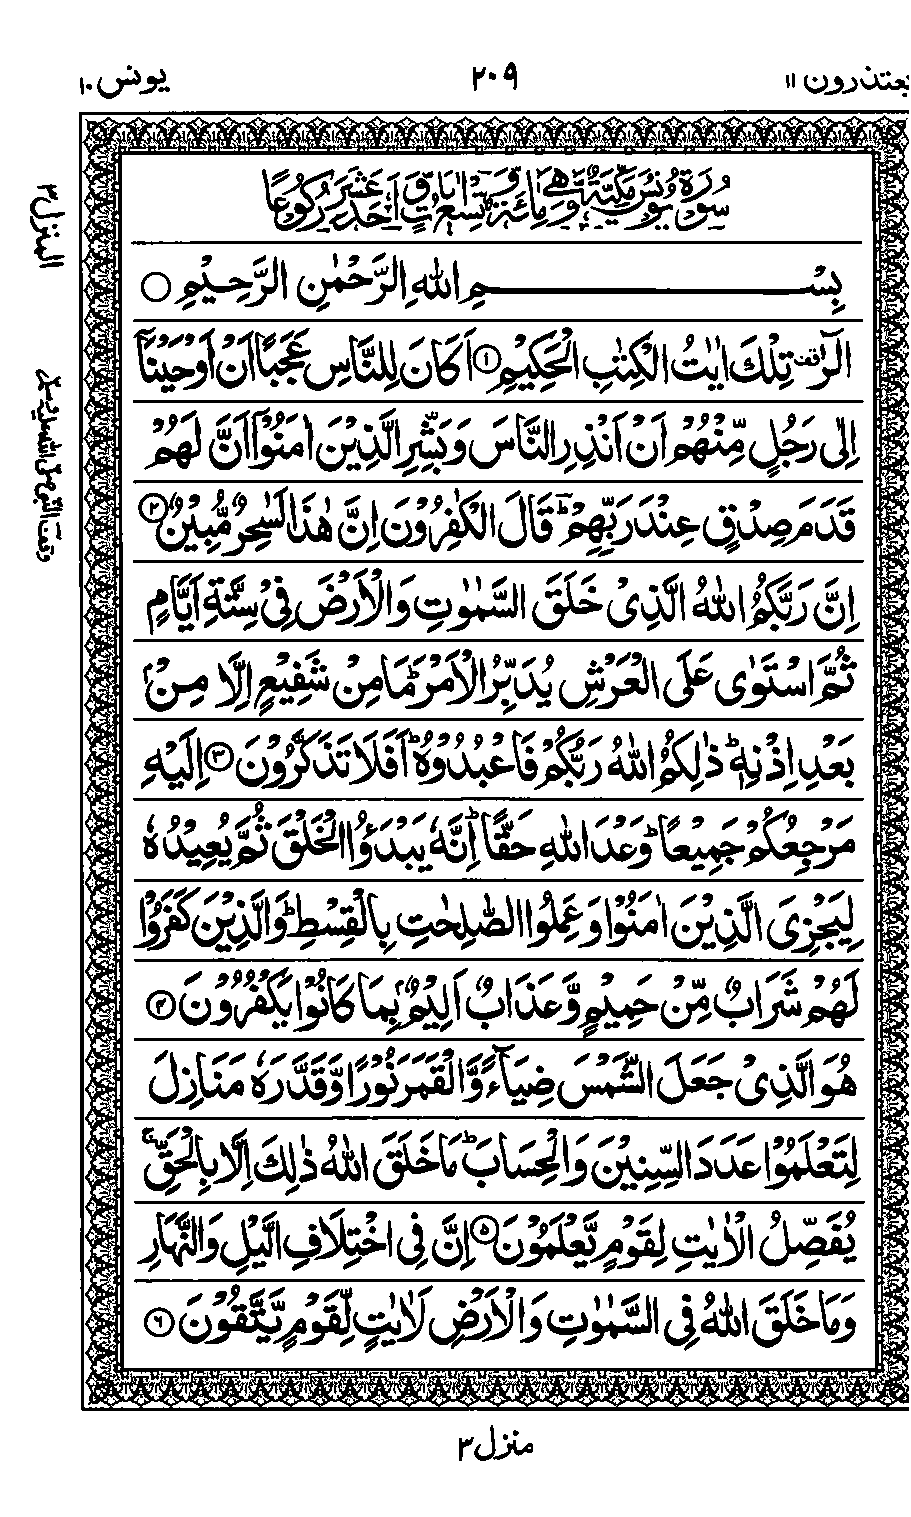 يعتذرون ١١
٢٠٩
يونس ١٠
سُوْرَةُ يُوْنُسَ مَكِّيَّةٌ وَّهِيَ مِائَةٌ وَّتِسْعُ اٰيَاتٍ وَّاَحَدَ عَشَرَ رُكُوْعًا
بِسْمِ اللّٰهِ الرَّحْمٰنِ الرَّحِيْمِ ○
الٓرٰ ۫ تِلْكَ اٰيٰتُ الْكِتٰبِ الْحَكِيْمِ ۝١ اَكَانَ لِلنَّاسِ عَجَبًا اَنْ اَوْحَيْنَآ
اِلٰى رَجُلٍ مِّنْهُمْ اَنْ اَنْذِرِ النَّاسَ وَبَشِّرِ الَّذِيْنَ اٰمَنُوْٓا اَنَّ لَهُمْ
قَدَمَ صِدْقٍ عِنْدَ رَبِّهِمْ ؔؕ قَالَ الْكٰفِرُوْنَ اِنَّ هٰذَا لَسٰحِرٌ مُّبِيْنٌ ۝٢
اِنَّ رَبَّكُمُ اللّٰهُ الَّذِىْ خَلَقَ السَّمٰوٰتِ وَالْاَرْضَ فِىْ سِتَّةِ اَيَّامٍ
ثُمَّ اسْتَوٰى عَلَى الْعَرْشِ يُدَبِّرُ الْاَمْرَ ؕ مَا مِنْ شَفِيْعٍ اِلَّا مِنْۢ
بَعْدِ اِذْنِهٖ ؕ ذٰلِكُمُ اللّٰهُ رَبُّكُمْ فَاعْبُدُوْهُ ؕ اَفَلَا تَذَكَّرُوْنَ ۝٣ اِلَيْهِ
مَرْجِعُكُمْ جَمِيْعًا ؕ وَعْدَ اللّٰهِ حَقًّا ؕ اِنَّهٗ يَبْدَؤُا الْخَلْقَ ثُمَّ يُعِيْدُهٗ
لِيَجْزِىَ الَّذِيْنَ اٰمَنُوْا وَعَمِلُوا الصّٰلِحٰتِ بِالْقِسْطِ ؕ وَالَّذِيْنَ كَفَرُوْا
لَهُمْ شَرَابٌ مِّنْ حَمِيْمٍ وَّعَذَابٌ اَلِيْمٌۢ بِمَا كَانُوْا يَكْفُرُوْنَ ۝٤
هُوَ الَّذِىْ جَعَلَ الشَّمْسَ ضِيَآءً وَّالْقَمَرَ نُوْرًا وَّقَدَّرَهٗ مَنَازِلَ
لِتَعْلَمُوْا عَدَدَ السِّنِيْنَ وَالْحِسَابَ ؕ مَا خَلَقَ اللّٰهُ ذٰلِكَ اِلَّا بِالْحَقِّ ۚ
يُفَصِّلُ الْاٰيٰتِ لِقَوْمٍ يَّعْلَمُوْنَ ۝٥ اِنَّ فِى اخْتِلَافِ الَّيْلِ وَالنَّهَارِ
وَمَا خَلَقَ اللّٰهُ فِى السَّمٰوٰتِ وَالْاَرْضِ لَاٰيٰتٍ لِّقَوْمٍ يَّتَّقُوْنَ ۝٦
المنزل ٣
وقف النبي صلى الله عليه وسلم
منزل ٣